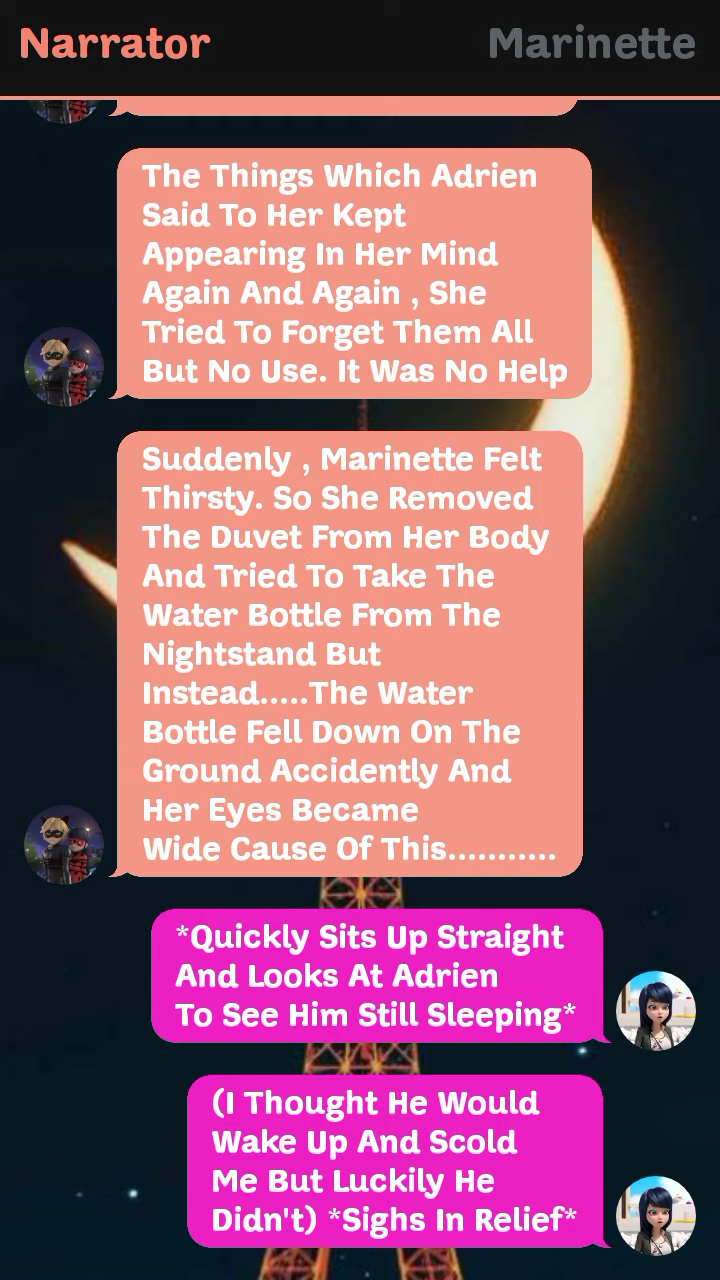 Narrator
Marinette
The Things Which Adrien
Said To Her Kept
Appearing In Her Mind
Again And Again , She
Tried To Forget Them All
But No Use. It Was No Help
Suddenly , Marinette Felt
Thirsty. So She Removed
The Duvet From Her Body
And Tried To Take The
Water Bottle From The
Nightstand But
Instead.....The Water
Bottle Fell Down On The
Ground Accidently And
Her Eyes Became
Wide Cause Of This...........
*Quickly Sits Up Straight
And Looks At Adrien
To See Him Still Sleeping*
(I Thought He Would
Wake Up And Scold
Me But Luckily He
Didn't) *Sighs In Relief*